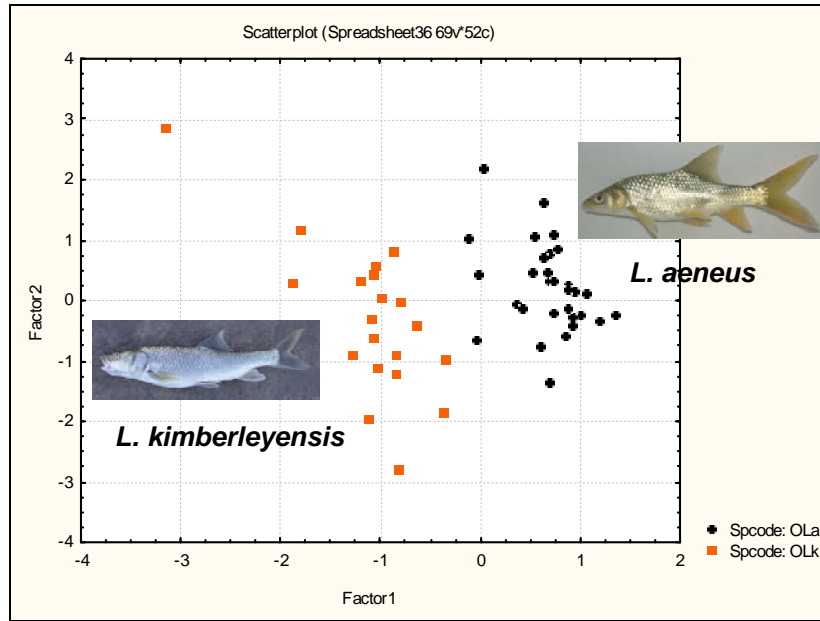 Scatterplot (Spreadsheet36 69v*52c)
4
3
2
1
0
-1
-2
-3
-4
Factor2
L. aeneus
L. kimberleyensis
-4 -3 -2 -1 0 1 2
Factor1
Spcode: OLa
Spcode: OLk